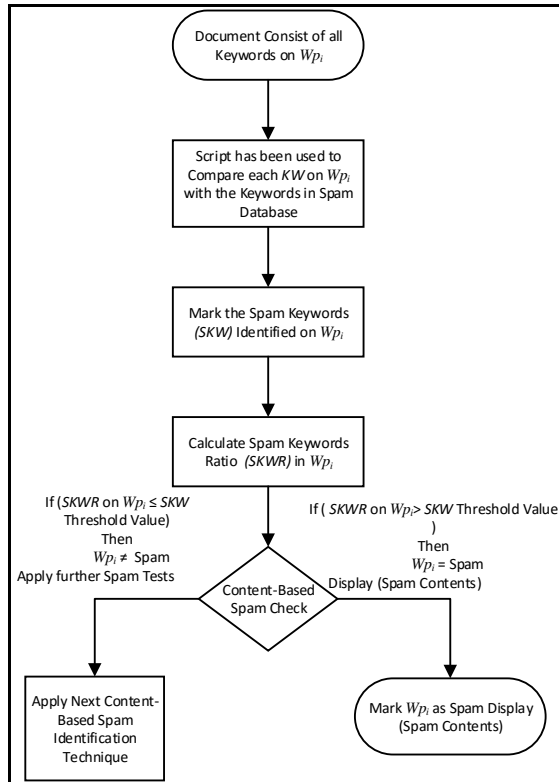 Document Consist of all
Keywords on Wpi
Script has been used to
Compare each KW on Wpi
with the Keywords in Spam
Database
Mark the Spam Keywords
(SKW) Identified on Wpi
Calculate Spam Keywords
Ratio (SKWR) in Wpi
If (SKWR on Wpi ≤ SKW
Threshold Value)
Then
Wpi ≠ Spam
Apply further Spam Tests
If ( SKWR on Wpi> SKW Threshold Value
)
Then
Wpi = Spam
Display (Spam Contents)
Content-Based
Spam Check
Apply Next Content-
Based Spam
Identification
Technique
Mark Wpi as Spam Display
(Spam Contents)